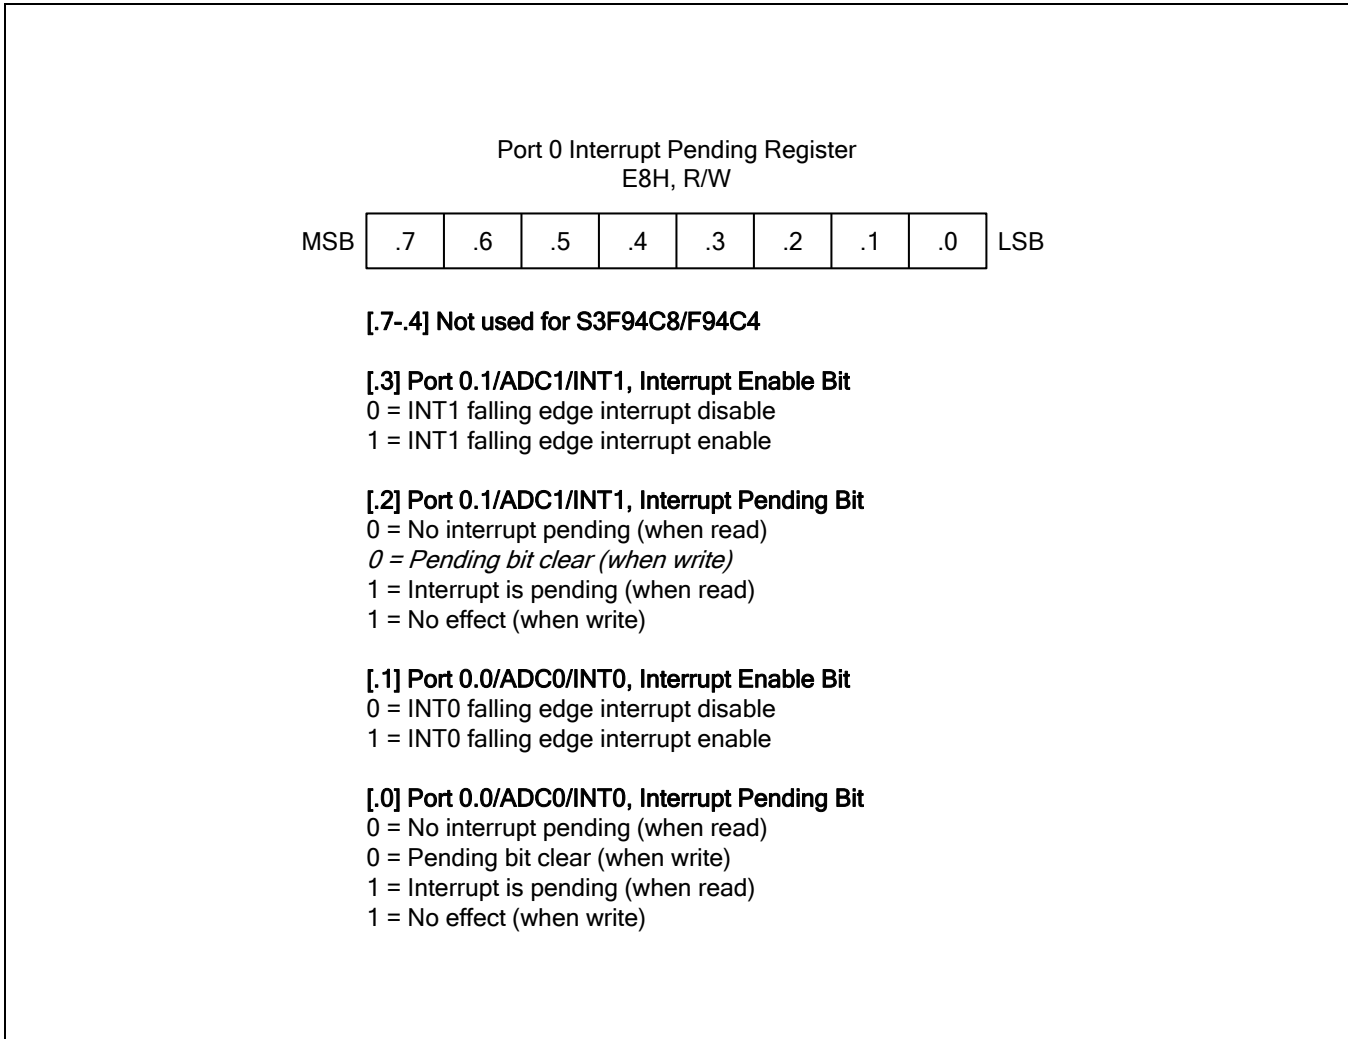 Port 0 Interrupt Pending Register
E8H, R/W
MSB .7 .6 .5 .4 .3 .2 .1 .0 LSB
[.7-.4] Not used for S3F94C8/F94C4
[.3] Port 0.1/ADC1/INT1, Interrupt Enable Bit
0 = INT1 falling edge interrupt disable
1 = INT1 falling edge interrupt enable
[.2] Port 0.1/ADC1/INT1, Interrupt Pending Bit
0 = No interrupt pending (when read)
0 = Pending bit clear (when write)
1 = Interrupt is pending (when read)
1 = No effect (when write)
[.1] Port 0.0/ADC0/INT0, Interrupt Enable Bit
0 = INT0 falling edge interrupt disable
1 = INT0 falling edge interrupt enable
[.0] Port 0.0/ADC0/INT0, Interrupt Pending Bit
0 = No interrupt pending (when read)
0 = Pending bit clear (when write)
1 = Interrupt is pending (when read)
1 = No effect (when write)